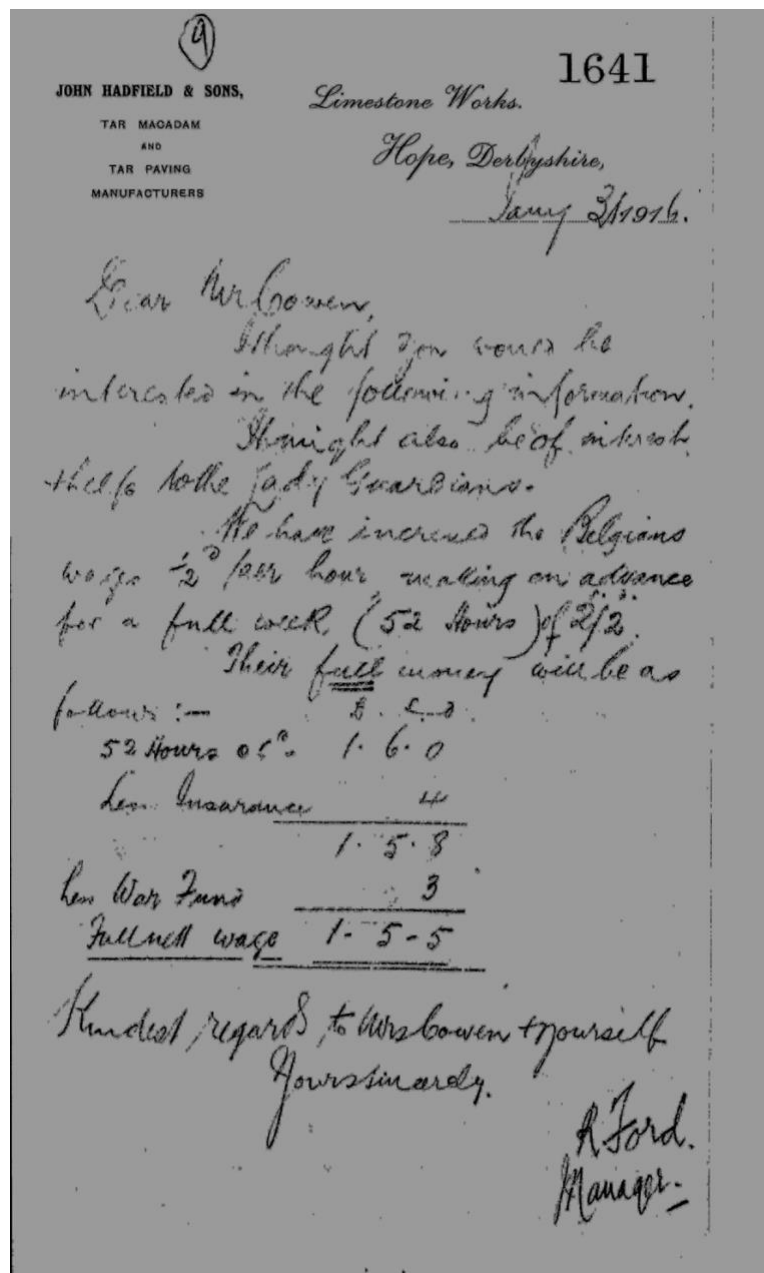 9
1641
JOHN HADFIELD & SONS,
TAR MACADAM
AND
TAR PAVING
MANUFACTURERS
Limestone Works.
Hope, Derbyshire,
Jany 3/1916.
Dear Mr Cowen,
I thought you would be
interested in the following information.
It might also be of interest
to the Lady Guardians.
We have increased the Belgians
wages ½D per hour, making an advance
for a full week, (52 Hours) of 2/2.
Their full money will be as
follows :-
52 Hours 1. 6. 0
Less Insurance 4
1. 5. 8
Less War Fund 3
Full nett wage 1- 5 - 5
Kindest regards, to Mrs Cowen + yourself
Yours sincerely.
R Ford.
Manager.-